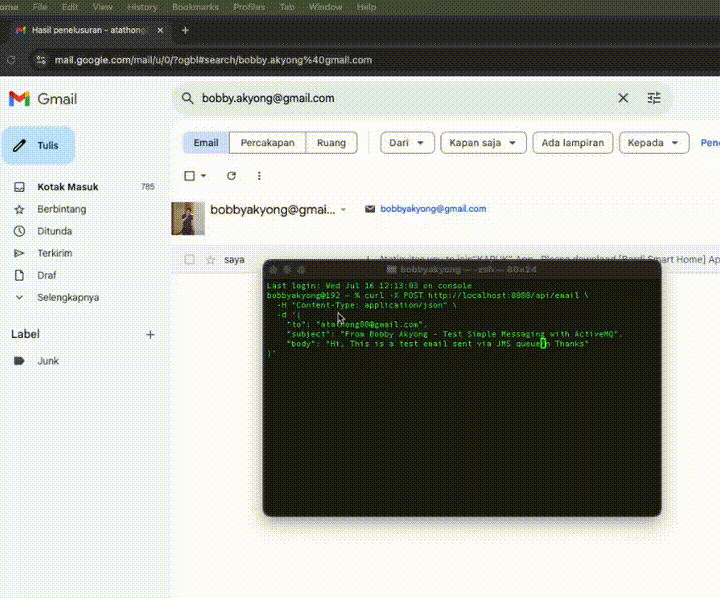 File Edit View History Bookmarks Profiles Tab Window Help
Hasil penelusuran - atathong
mail.google.com/mail/u/0/?ogbl#search/bobby.akyong%40gmail.com
Gmail
bobby.akyong@gmail.com
Tulis
Email Percakapan Ruang Dari Kapan saja Ada lampiran Kepada
Kotak Masuk 785
Berbintang
bobbyakyong@gmai... bobbyakyong@gmail.com
Ditunda
Terkirim
saya
Draf
Selengkapnya
Label
Junk
bobbyakyong — -zsh — 80×24
Last login: Wed Jul 16 12:13:03 on console
bobbyakyong@192 ~ % curl -X POST http://localhost:8080/api/email \
-H "Content-Type: application/json" \
-d '{
"to": "atathong80@gmail.com",
"subject": "From Bobby Akyong - Test Simple Messaging with ActiveMQ",
"body": "Hi, This is a test email sent via JMS queue Thanks"
}'